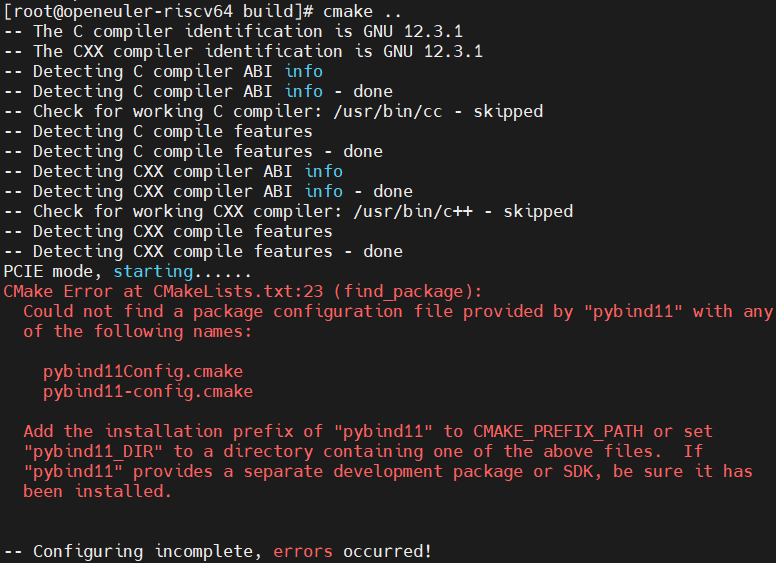 [root@openeuler-riscv64 build]# cmake ..
-- The C compiler identification is GNU 12.3.1
-- The CXX compiler identification is GNU 12.3.1
-- Detecting C compiler ABI info
-- Detecting C compiler ABI info - done
-- Check for working C compiler: /usr/bin/cc - skipped
-- Detecting C compile features
-- Detecting C compile features - done
-- Detecting CXX compiler ABI info
-- Detecting CXX compiler ABI info - done
-- Check for working CXX compiler: /usr/bin/c++ - skipped
-- Detecting CXX compile features
-- Detecting CXX compile features - done
PCIE mode, starting......
CMake Error at CMakeLists.txt:23 (find_package):
  Could not find a package configuration file provided by "pybind11" with any
  of the following names:

    pybind11Config.cmake
    pybind11-config.cmake

  Add the installation prefix of "pybind11" to CMAKE_PREFIX_PATH or set
  "pybind11_DIR" to a directory containing one of the above files.  If
  "pybind11" provides a separate development package or SDK, be sure it has
  been installed.


-- Configuring incomplete, errors occurred!